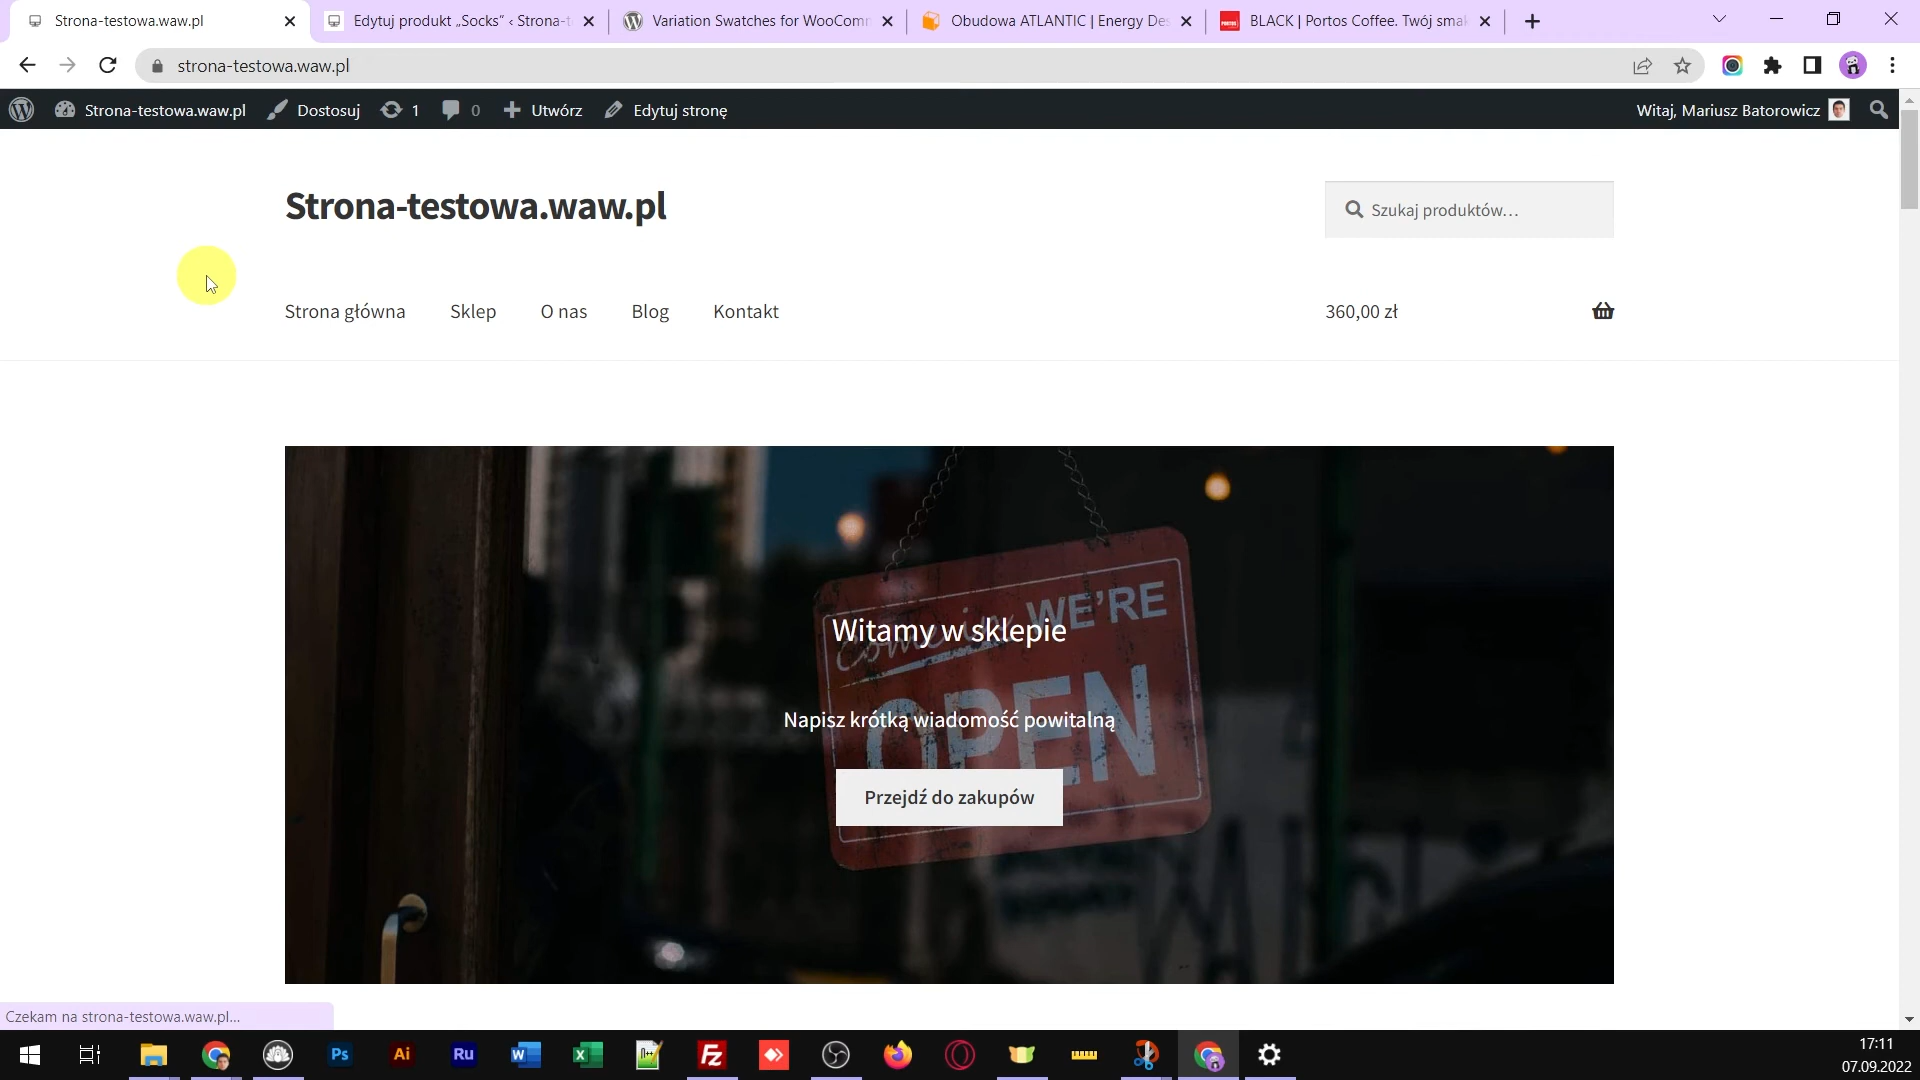 Strona-testowa.waw.pl
Edytuj produkt „Socks” ‹ Strona-t
Variation Swatches for WooComm
Obudowa ATLANTIC | Energy De
BLACK | Portos Coffee. Twój smak
strona-testowa.waw.pl
Strona-testowa.waw.pl
Dostosuj
1
0
Utwórz
Edytuj stronę
Witaj, Mariusz Batorowicz
Strona-testowa.waw.pl
Szukaj produktów…
Strona główna
Sklep
O nas
Blog
Kontakt
360,00 zł
come in WE'RE
OPEN
Witamy w sklepie
Napisz krótką wiadomość powitalną
Przejdź do zakupów
Czekam na strona-testowa.waw.pl...
Ps
Ai
Ru
17:11
07.09.2022